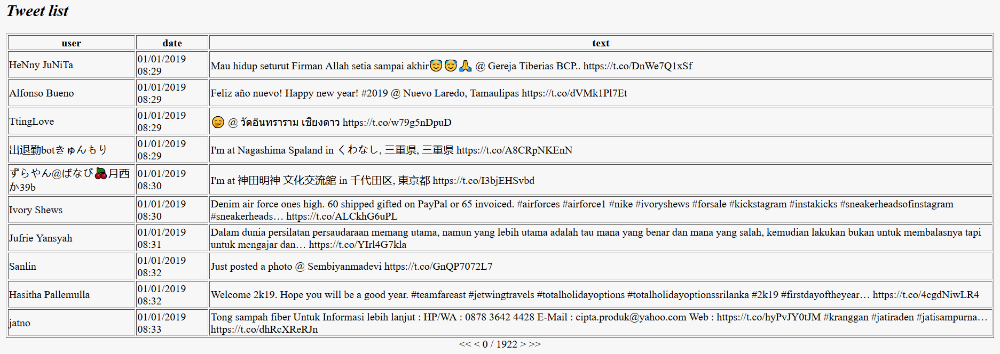 Tweet list
user date text
HeNny JuNiTa
01/01/2019
08:29
Mau hidup seturut Firman Allah setia sampai akhir😇😇🙏 @ Gereja Tiberias BCP.. https://t.co/DnWe7Q1xSf
Alfonso Bueno
01/01/2019
08:29
Feliz año nuevo! Happy new year! #2019 @ Nuevo Laredo, Tamaulipas https://t.co/dVMk1Pl7Et
TtingLove
01/01/2019
08:29
🤭 @ วัดอินทราราม เชียงดาว https://t.co/w79g5nDpuD
出退勤botきゅんもり
01/01/2019
08:29
I'm at Nagashima Spaland in くわなし, 三重県, 三重県 https://t.co/A8CRpNKEnN
ずらやん@ばなび🍒月西
か39b
01/01/2019
08:30
I'm at 神田明神 文化交流館 in 千代田区, 東京都 https://t.co/I3bjEHSvbd
Ivory Shews
01/01/2019
08:30
Denim air force ones high. 60 shipped gifted on PayPal or 65 invoiced. #airforces #airforce1 #nike #ivoryshews #forsale #kickstagram #instakicks #sneakerheadsofinstagram
#sneakerheads… https://t.co/ALCkhG6uPL
Jufrie Yansyah
01/01/2019
08:31
Dalam dunia persilatan persaudaraan memang utama, namun yang lebih utama adalah tau mana yang benar dan mana yang salah, kemudian lakukan bukan untuk membalasnya tapi
untuk mengajar dan… https://t.co/YIrl4G7kla
Sanlin
01/01/2019
08:32
Just posted a photo @ Sembiyanmadevi https://t.co/GnQP7072L7
Hasitha Pallemulla
01/01/2019
08:32
Welcome 2k19. Hope you will be a good year. #teamfareast #jetwingtravels #totalholidayoptions #totalholidayoptionssrilanka #2k19 #firstdayoftheyear… https://t.co/4cgdNiwLR4
jatno
01/01/2019
08:33
Tong sampah fiber Untuk Informasi lebih lanjut : HP/WA : 0878 3642 4428 E-Mail : cipta.produk@yahoo.com Web : https://t.co/hyPvJY0tJM #kranggan #jatiraden #jatisampurna…
https://t.co/dhRcXReRJn
<< < 0 / 1922 > >>